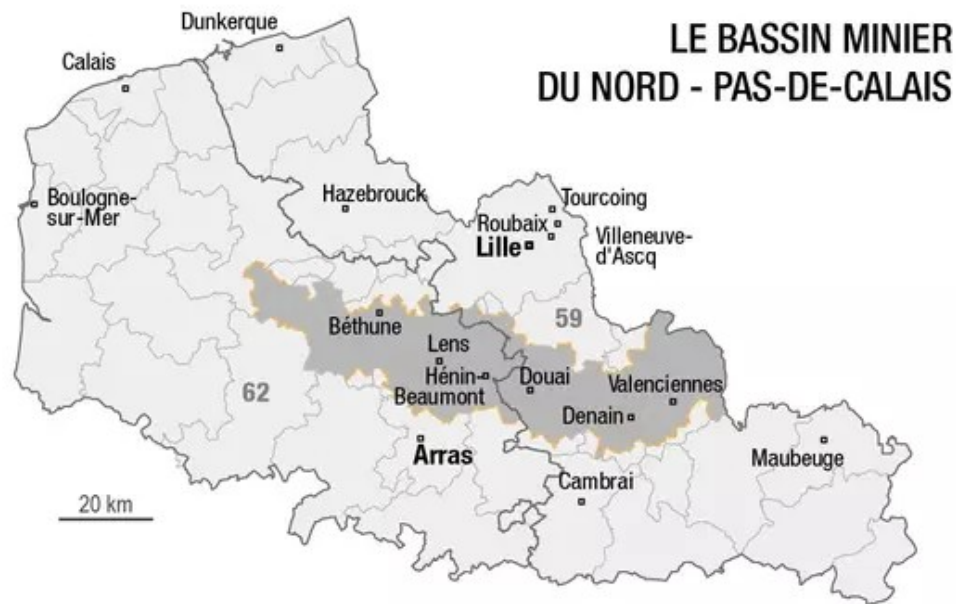 LE BASSIN MINIER
DU NORD - PAS-DE-CALAIS
Dunkerque
Calais
Boulogne-
sur-Mer
Hazebrouck
Tourcoing
Roubaix
Lille
Villeneuve-
d'Ascq
59
Béthune
Lens
Hénin-
Beaumont
Douai
Valenciennes
Denain
62
Arras
Maubeuge
Cambrai
20 km